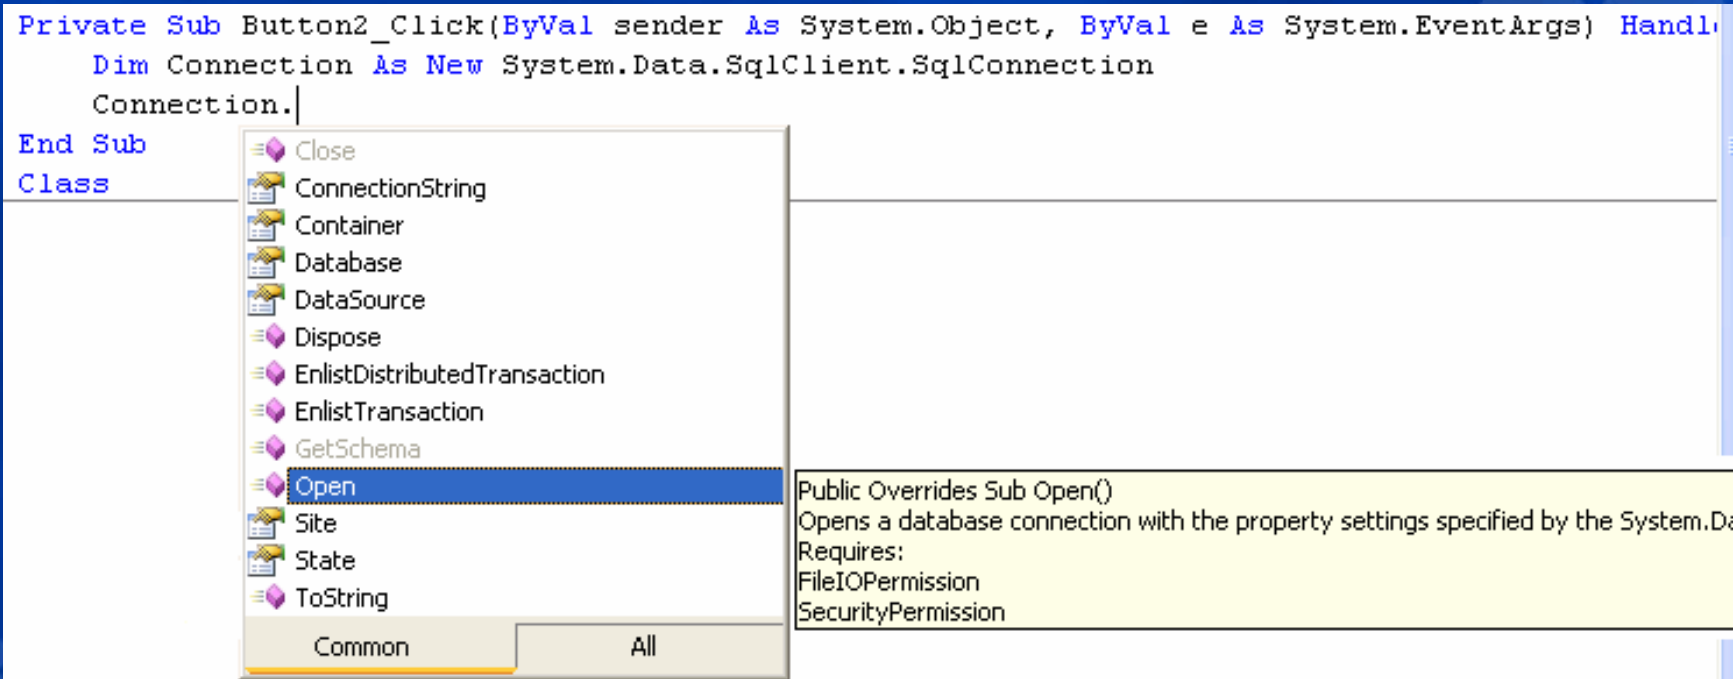 Private Sub Button2_Click(ByVal sender As System.Object, ByVal e As System.EventArgs) Handl
Dim Connection As New System.Data.SqlClient.SqlConnection
Connection.
End Sub
Class
Close
ConnectionString
Container
Database
DataSource
Dispose
EnlistDistributedTransaction
EnlistTransaction
GetSchema
Open
Site
State
ToString
Common All
Public Overrides Sub Open()
Opens a database connection with the property settings specified by the System.Da
Requires:
FileIOPermission
SecurityPermission